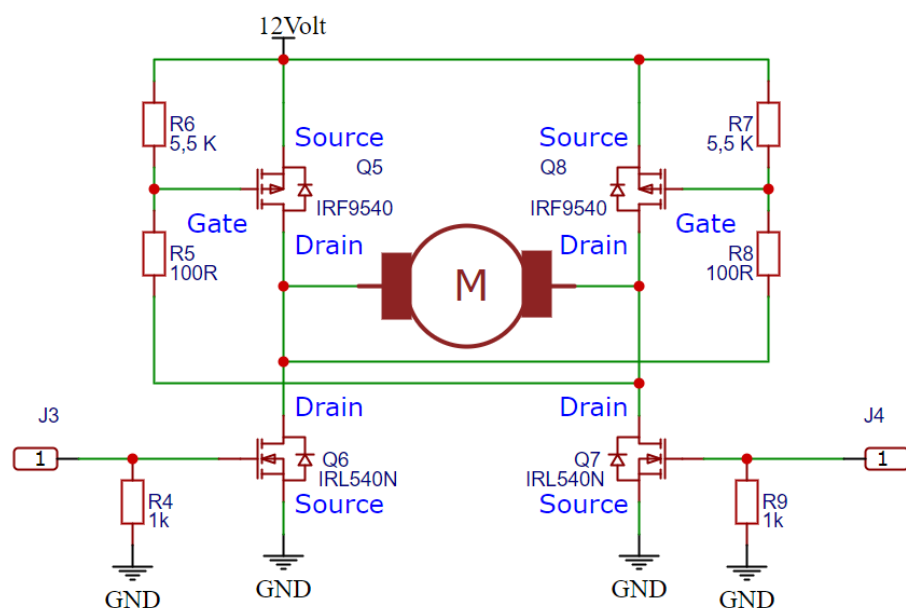 12Volt
R6
5,5 K
Source
Q5
IRF9540
Source
Q8
IRF9540
R7
5,5 K
Gate
Drain
Drain
Gate
R5
100R
M
R8
100R
Drain
Drain
J3
1
Q6
IRL540N
Q7
IRL540N
J4
1
R4
1k
Source
Source
R9
1k
GND
GND
GND
GND